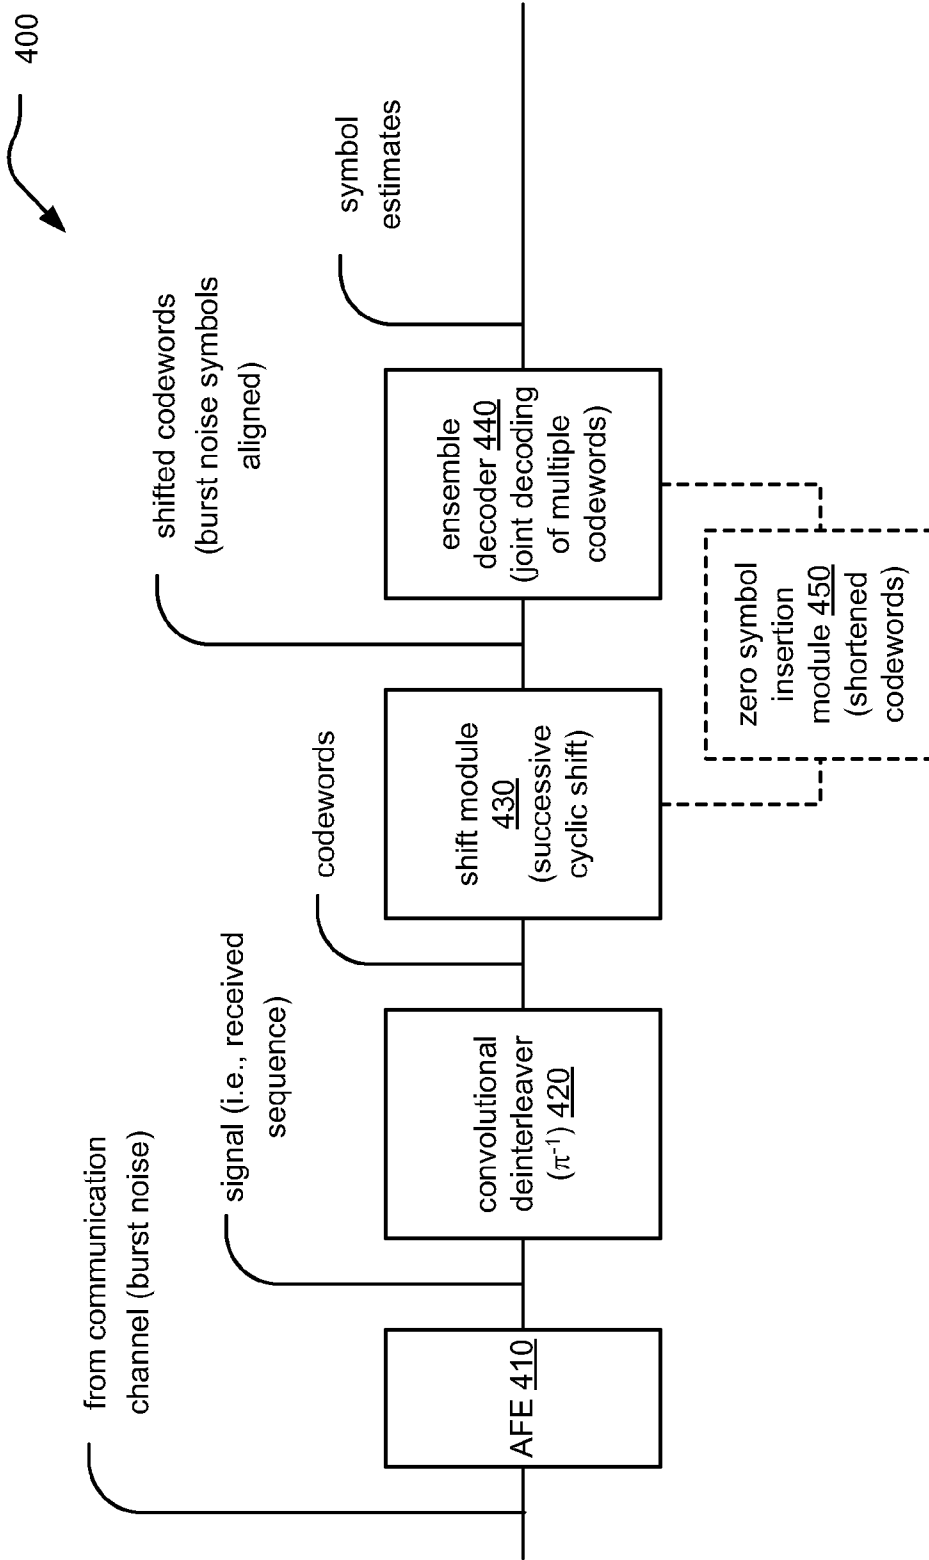 400
from communication
channel (burst noise)
signal (i.e., received
sequence)
codewords
shifted codewords
(burst noise symbols
aligned)
symbol
estimates
AFE 410
convolutional
deinterleaver
(π⁻¹) 420
shift module
430
(successive
cyclic shift)
ensemble
decoder 440
(joint decoding
of multiple
codewords)
zero symbol
insertion
module 450
(shortened
codewords)